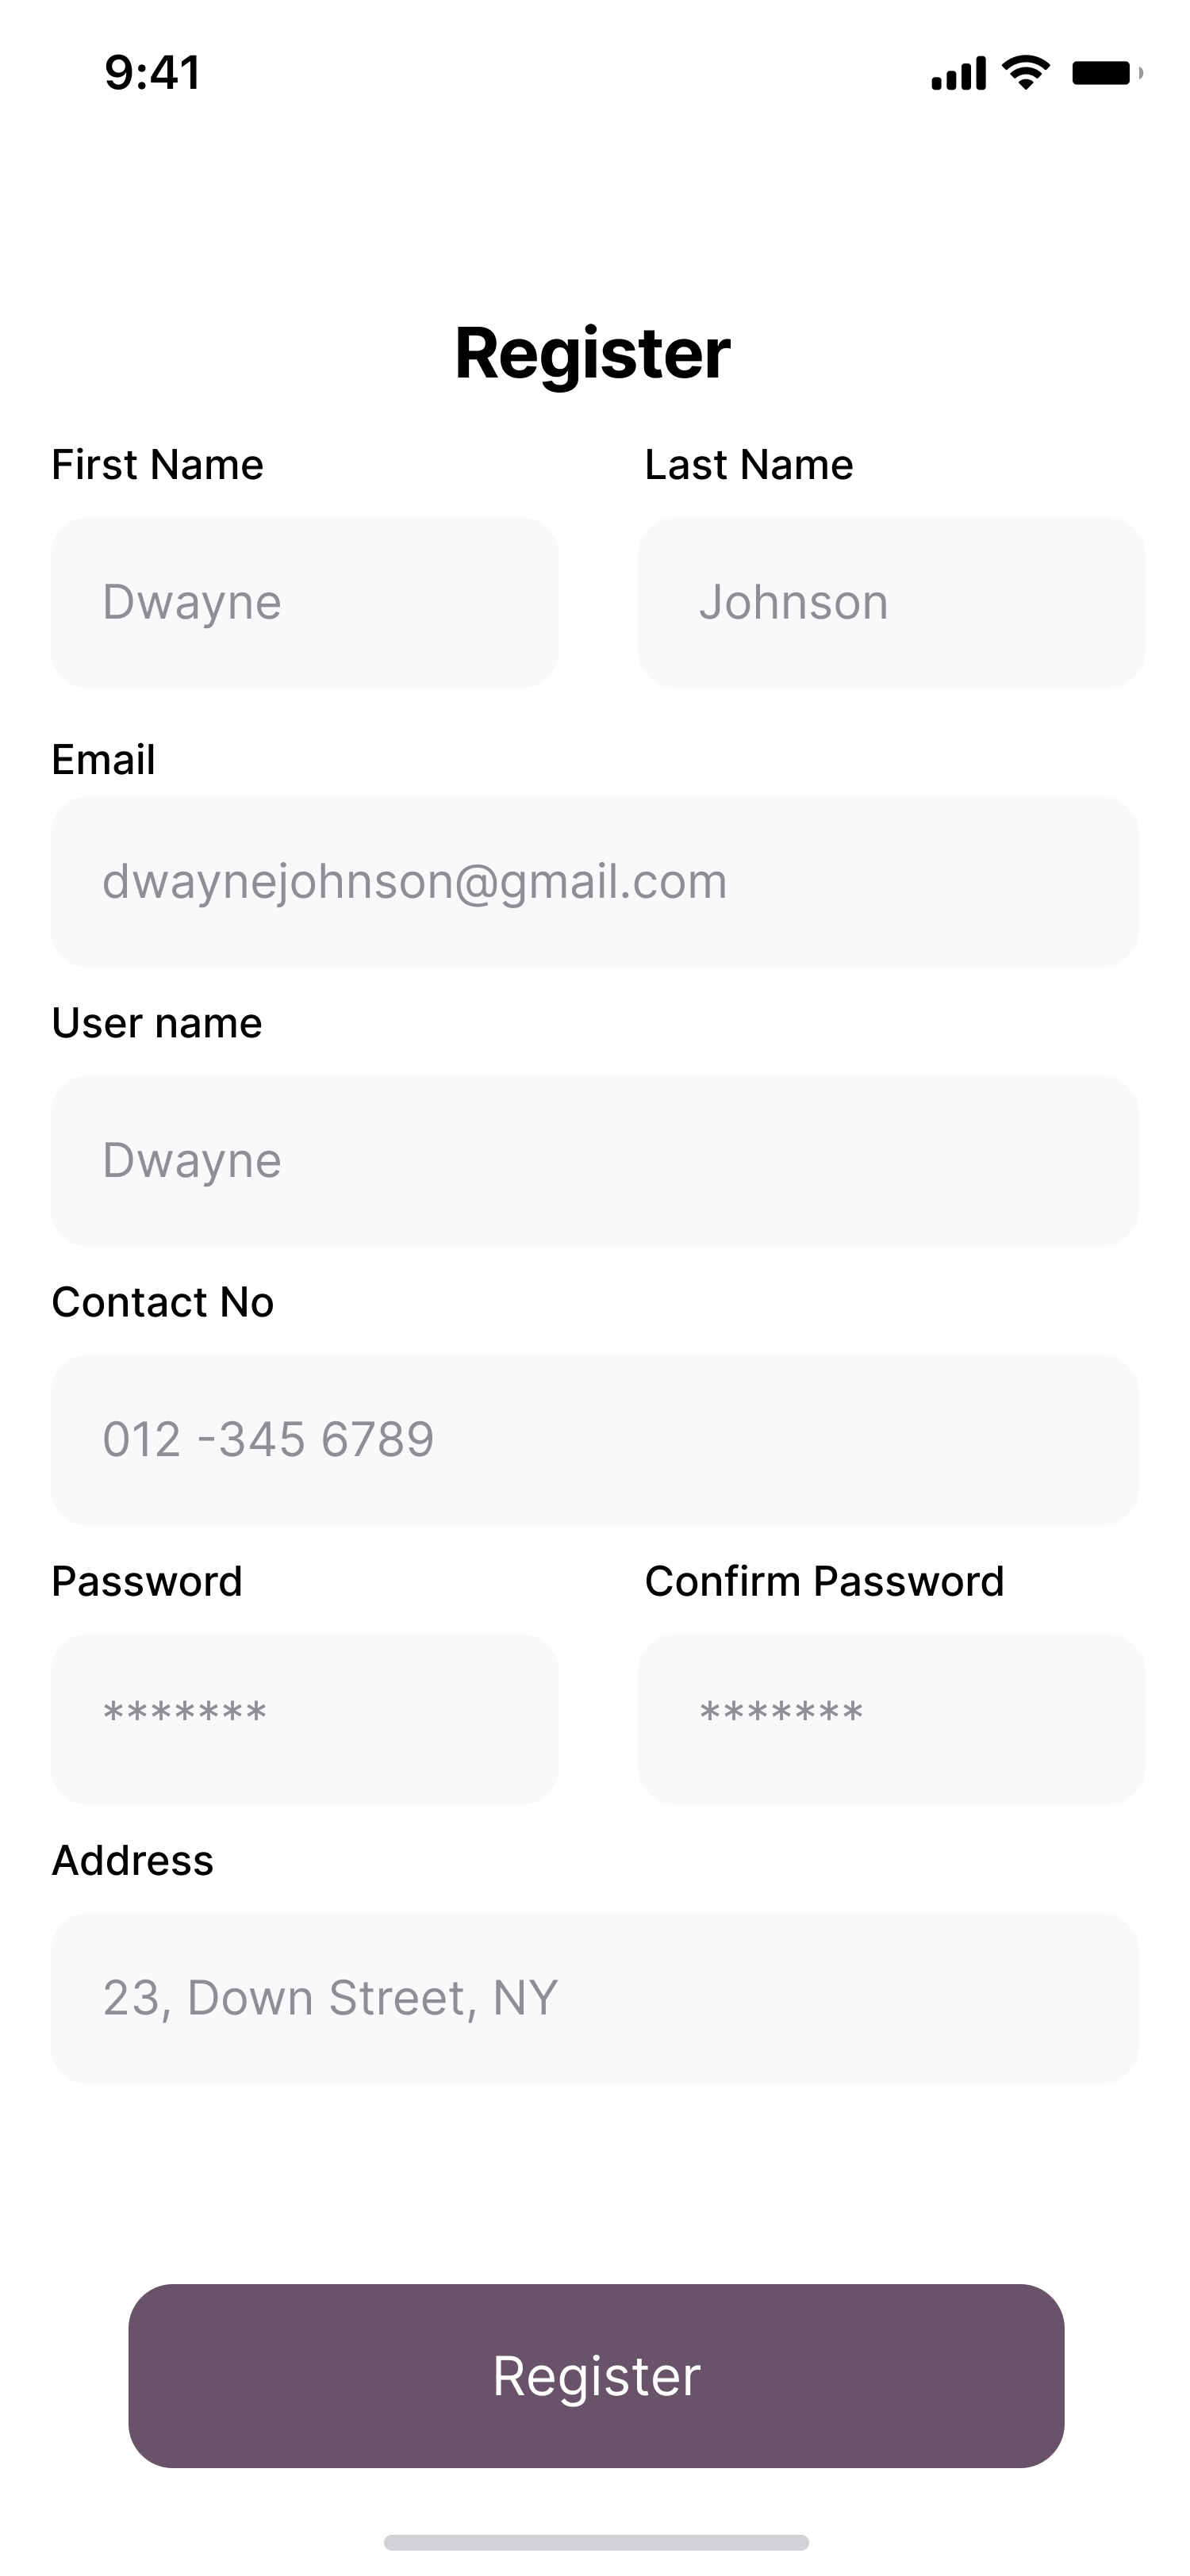 9:41
Register
First Name Last Name
Dwayne Johnson
Email
dwaynejohnson@gmail.com
User name
Dwayne
Contact No
012 -345 6789
Password Confirm Password
******* *******
Address
23, Down Street, NY
Register